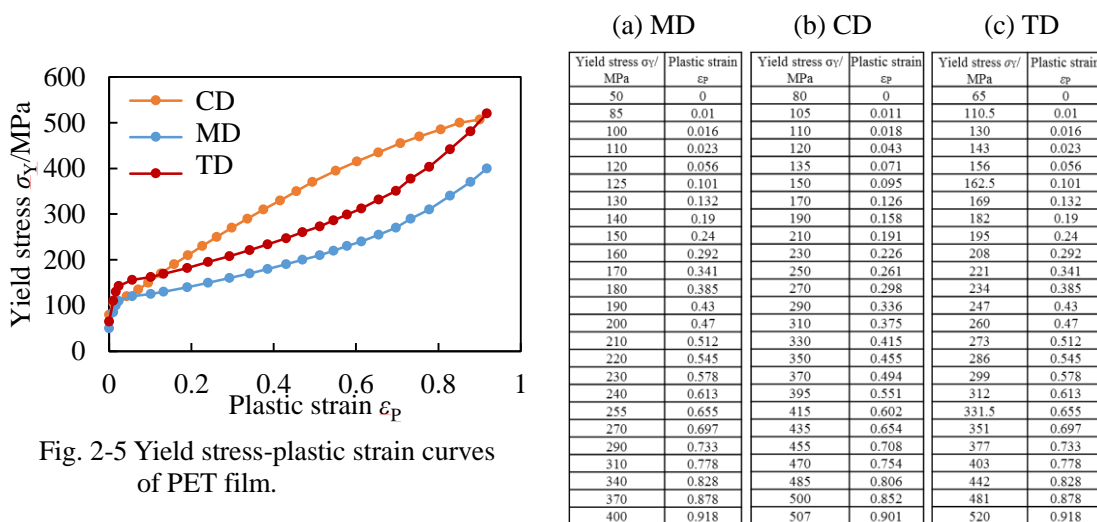 600
500
400
300
200
100
0
Yield stress σY/MPa
CD
MD
TD
0 0.2 0.4 0.6 0.8 1
Plastic strain εP
Fig. 2-5 Yield stress-plastic strain curves
of PET film.
(a) MD (b) CD (c) TD
Yield stress σY/ Plastic strain Yield stress σY/ Plastic strain Yield stress σY/ Plastic strain
MPa εP MPa εP MPa εP
50 0 80 0 65 0
85 0.01 105 0.011 110.5 0.01
100 0.016 110 0.018 130 0.016
110 0.023 120 0.043 143 0.023
120 0.056 135 0.071 156 0.056
125 0.101 150 0.095 162.5 0.101
130 0.132 170 0.126 169 0.132
140 0.19 190 0.158 182 0.19
150 0.24 210 0.191 195 0.24
160 0.292 230 0.226 208 0.292
170 0.341 250 0.261 221 0.341
180 0.385 270 0.298 234 0.385
190 0.43 290 0.336 247 0.43
200 0.47 310 0.375 260 0.47
210 0.512 330 0.415 273 0.512
220 0.545 350 0.455 286 0.545
230 0.578 370 0.494 299 0.578
240 0.613 395 0.551 312 0.613
255 0.655 415 0.602 331.5 0.655
270 0.697 435 0.654 351 0.697
290 0.733 455 0.708 377 0.733
310 0.778 470 0.754 403 0.778
340 0.828 485 0.806 442 0.828
370 0.878 500 0.852 481 0.878
400 0.918 507 0.901 520 0.918